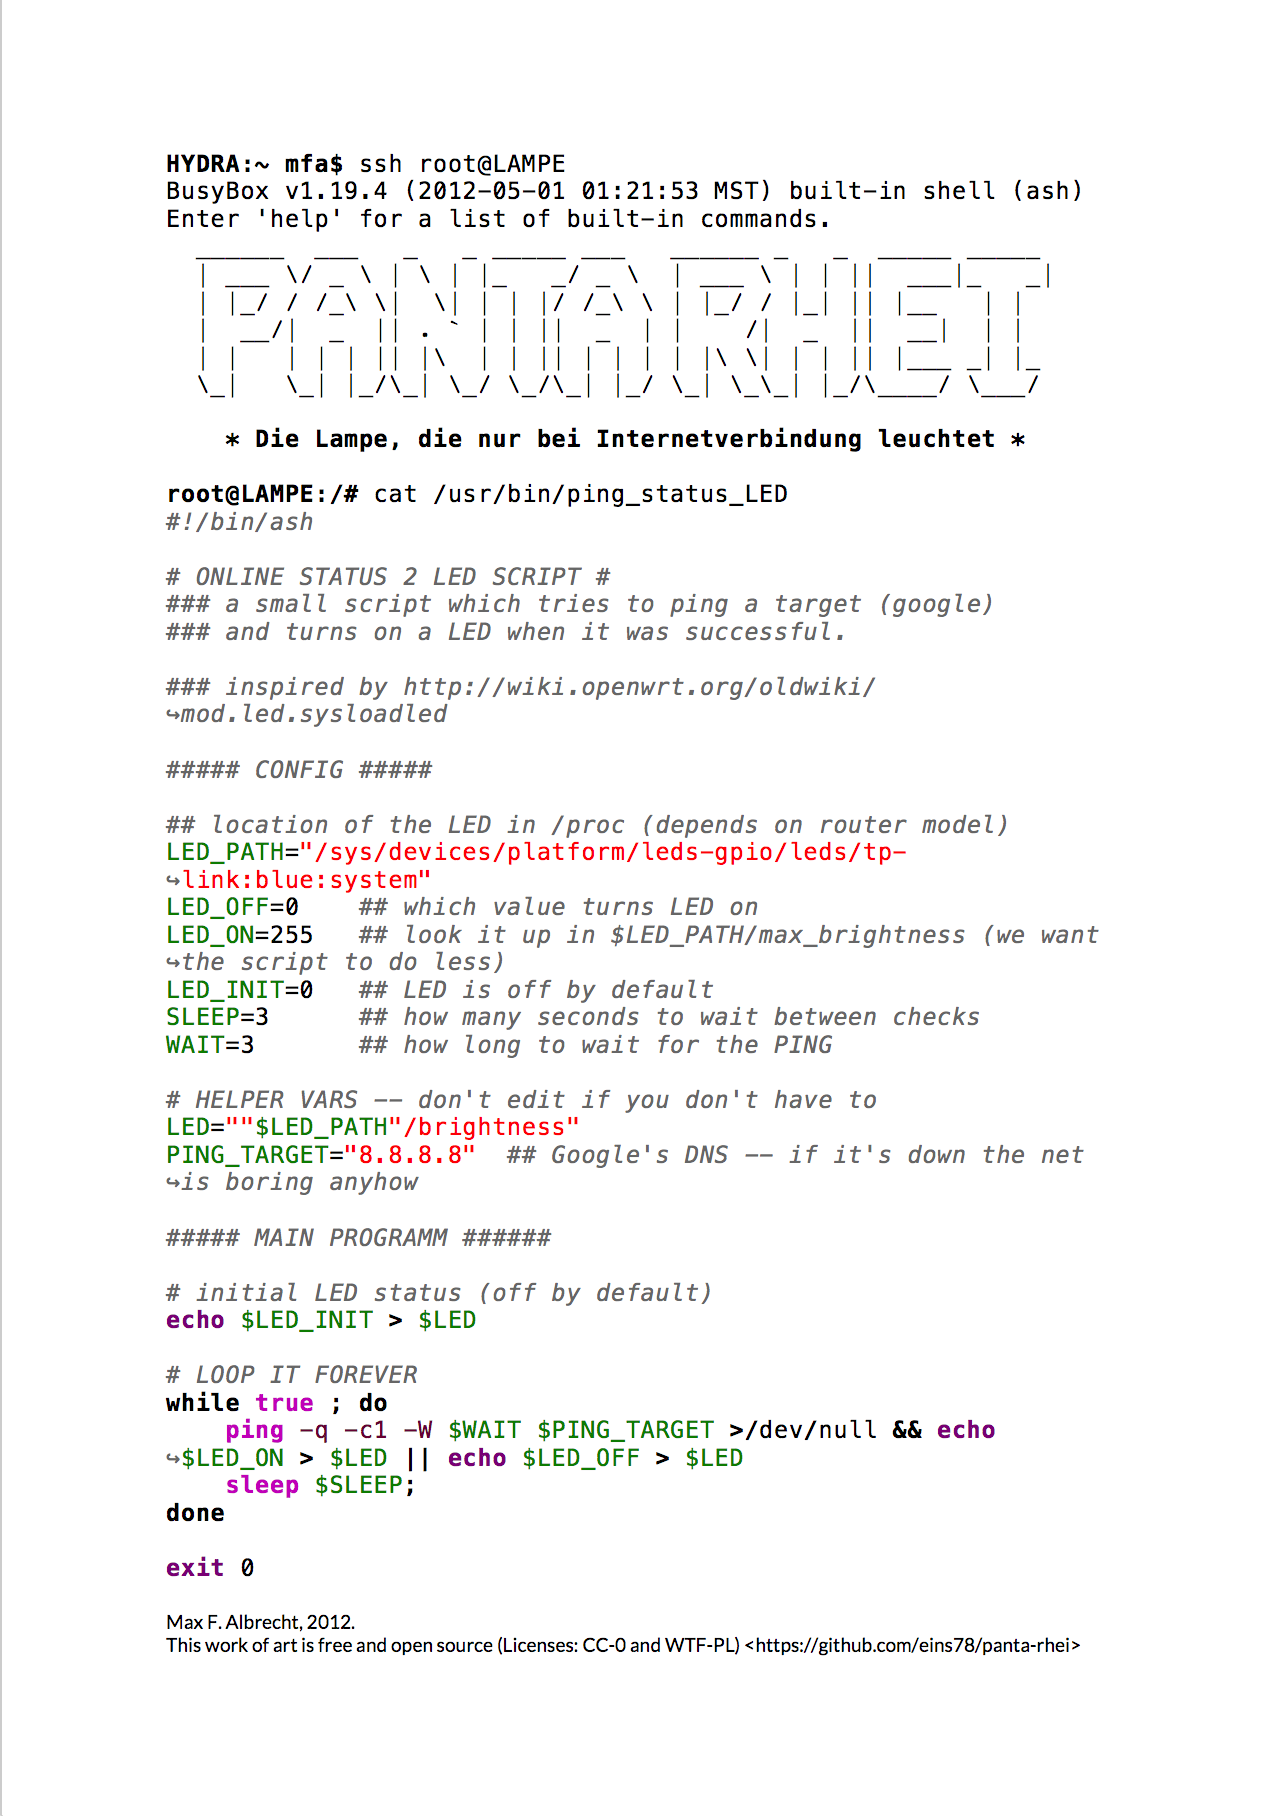 HYDRA:~ mfa$ ssh root@LAMPE
BusyBox v1.19.4 (2012-05-01 01:21:53 MST) built-in shell (ash)
Enter 'help' for a list of built-in commands.
PANTA RHEI
* Die Lampe, die nur bei Internetverbindung leuchtet *
root@LAMPE:/# cat /usr/bin/ping_status_LED
#!/bin/ash
# ONLINE STATUS 2 LED SCRIPT #
### a small script which tries to ping a target (google)
### and turns on a LED when it was successful.
### inspired by http://wiki.openwrt.org/oldwiki/
↪mod.led.sysloadled
##### CONFIG #####
## location of the LED in /proc (depends on router model)
LED_PATH="/sys/devices/platform/leds-gpio/leds/tp-
↪link:blue:system"
LED_OFF=0    ## which value turns LED on
LED_ON=255   ## look it up in $LED_PATH/max_brightness (we want
↪the script to do less)
LED_INIT=0   ## LED is off by default
SLEEP=3      ## how many seconds to wait between checks
WAIT=3       ## how long to wait for the PING
# HELPER VARS -- don't edit if you don't have to
LED=""$LED_PATH"/brightness"
PING_TARGET="8.8.8.8"  ## Google's DNS -- if it's down the net
↪is boring anyhow
##### MAIN PROGRAMM ######
# initial LED status (off by default)
echo $LED_INIT > $LED
# LOOP IT FOREVER
while true ; do
    ping -q -c1 -W $WAIT $PING_TARGET >/dev/null && echo
↪$LED_ON > $LED || echo $LED_OFF > $LED
    sleep $SLEEP;
done
exit 0
Max F. Albrecht, 2012.
This work of art is free and open source (Licenses: CC-0 and WTF-PL) <https://github.com/eins78/panta-rhei>